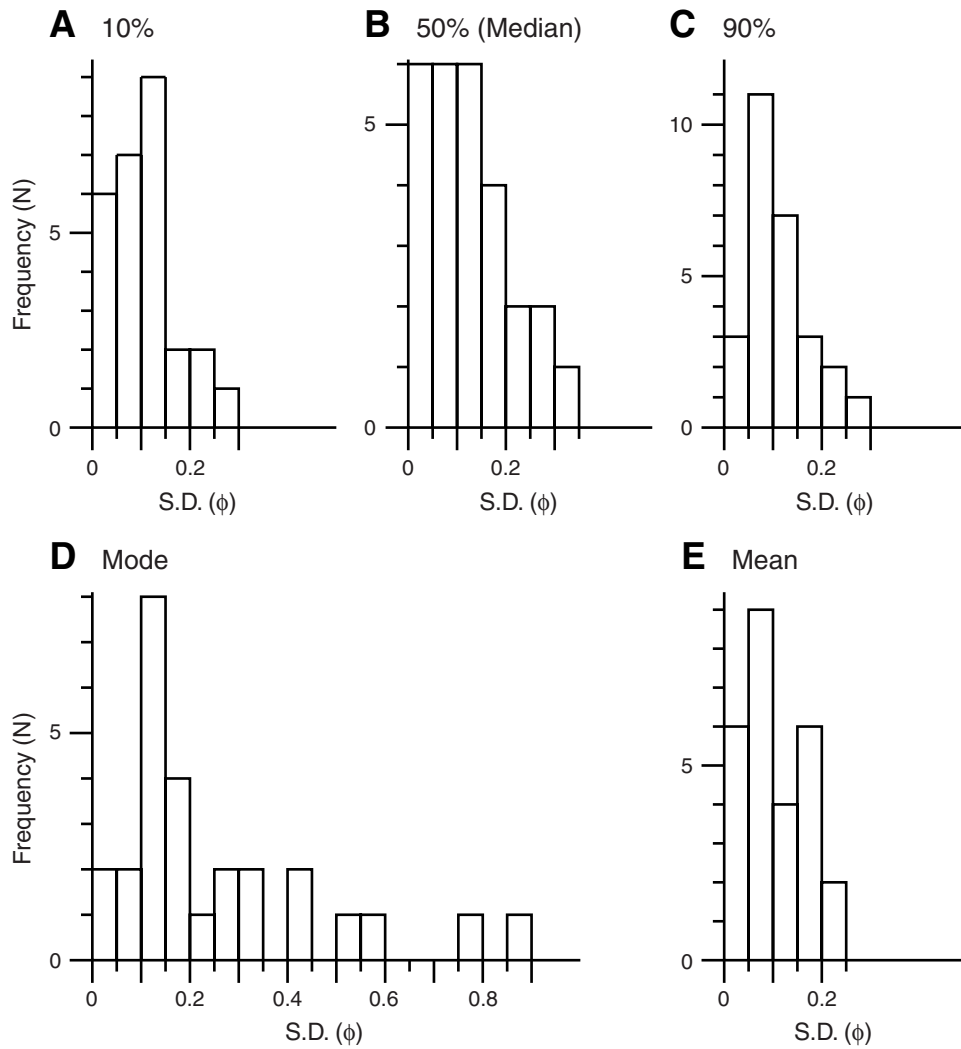 A 10%
B 50% (Median)
C 90%
Frequency (N)
5
0
0 0.2
S.D. (ϕ)
5
0
0 0.2
S.D. (ϕ)
10
5
0
0 0.2
S.D. (ϕ)
D Mode
E Mean
Frequency (N)
5
0
0 0.2 0.4 0.6 0.8
S.D. (ϕ)
5
0
0 0.2
S.D. (ϕ)